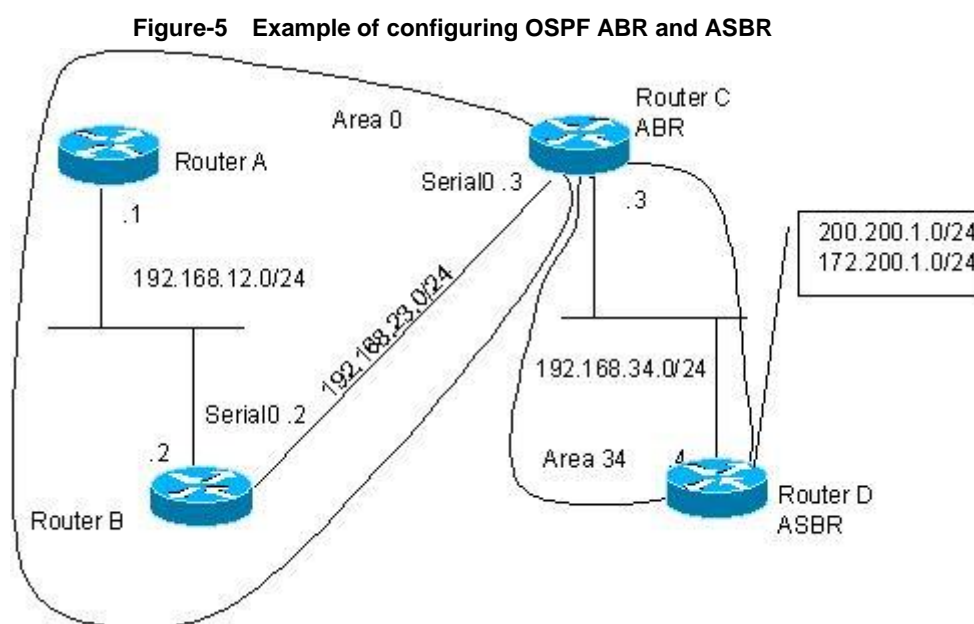 Figure-5 Example of configuring OSPF ABR and ASBR
Area 0
Router C
ABR
Router A
Serial0 .3
.3
.1
200.200.1.0/24
172.200.1.0/24
192.168.12.0/24
192.168.23.0/24
192.168.34.0/24
Serial0 .2
.2
Area 34
.4
Router B
Router D
ASBR